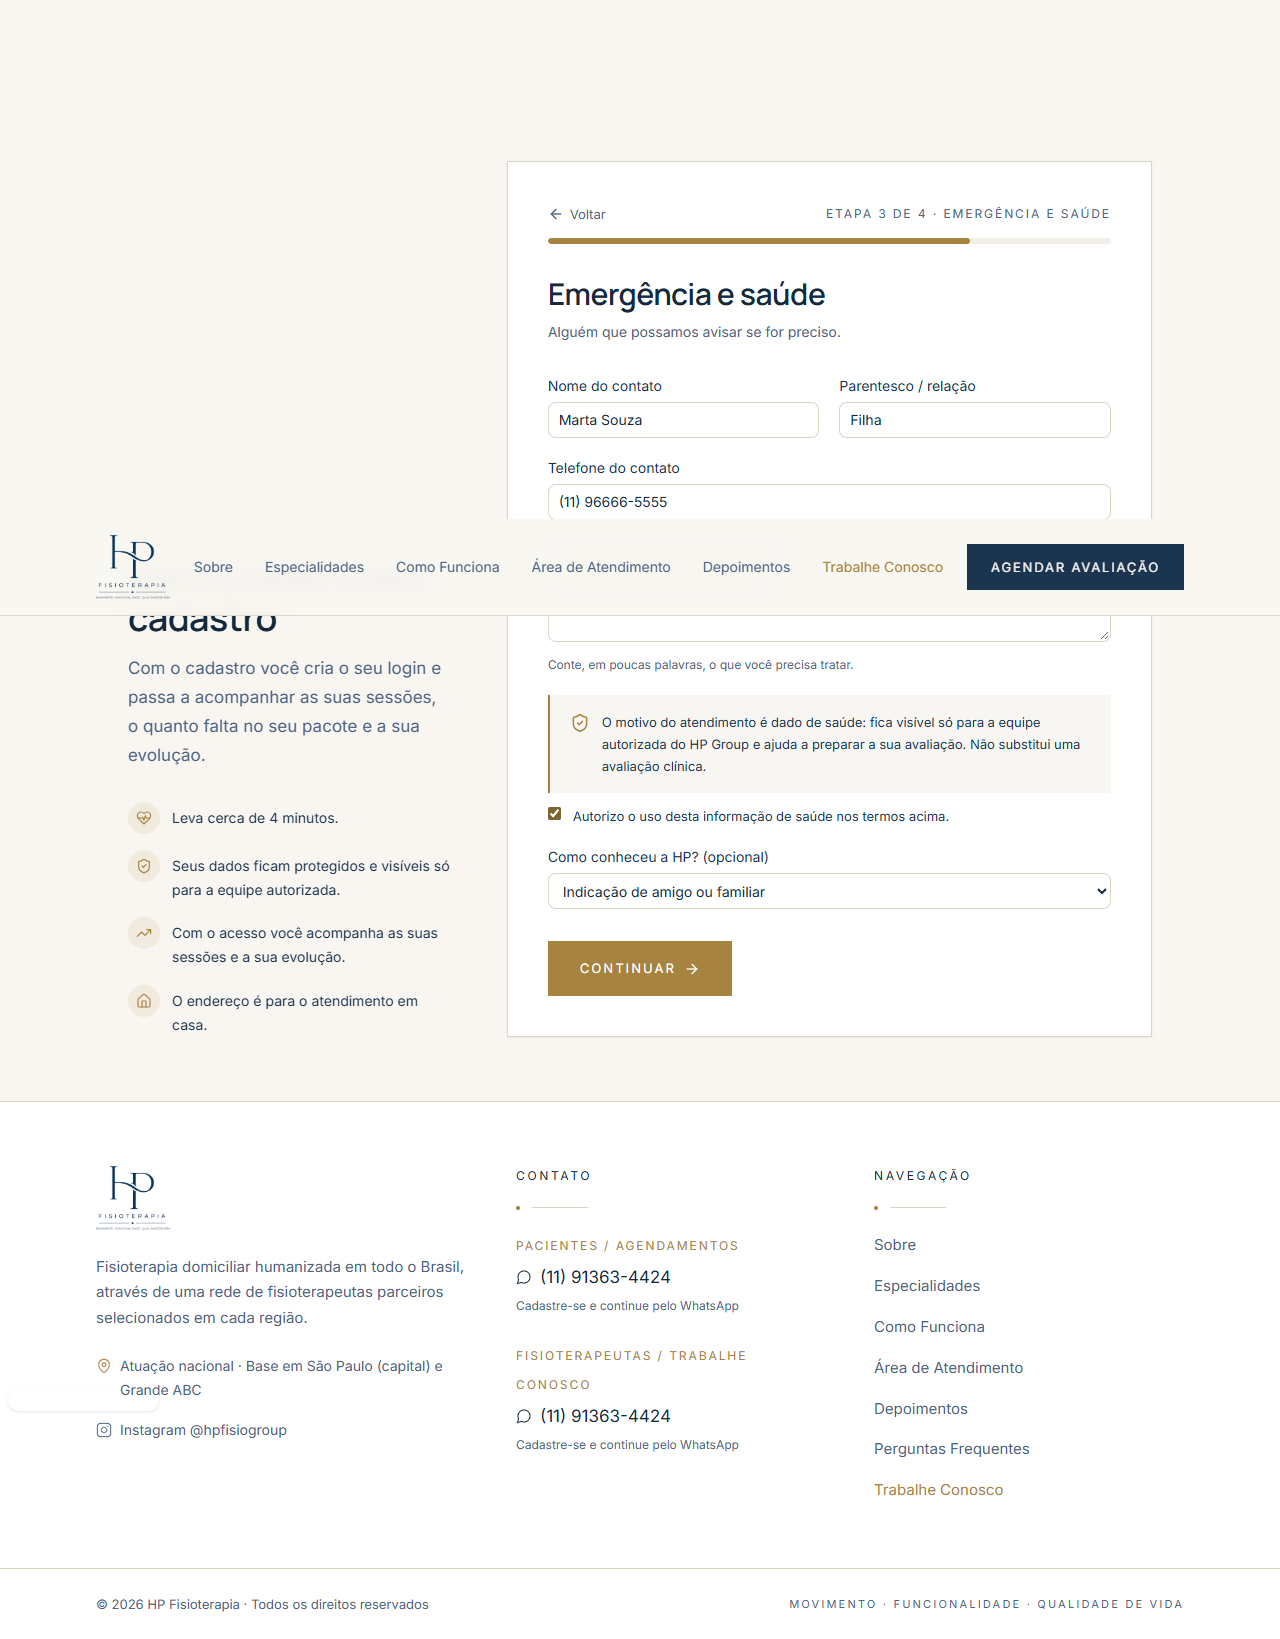 Voltar
ETAPA 3 DE 4 · EMERGÊNCIA E SAÚDE
Emergência e saúde
Alguém que possamos avisar se for preciso.
Nome do contato
Parentesco / relação
Marta Souza
Filha
Telefone do contato
(11) 96666-5555
HP
FISIOTERAPIA
Sobre
Especialidades
Como Funciona
Área de Atendimento
Depoimentos
Trabalhe Conosco
AGENDAR AVALIAÇÃO
cadastro
Com o cadastro você cria o seu login e
passa a acompanhar as suas sessões,
o quanto falta no seu pacote e a sua
evolução.
Leva cerca de 4 minutos.
Seus dados ficam protegidos e visíveis só
para a equipe autorizada.
Com o acesso você acompanha as suas
sessões e a sua evolução.
O endereço é para o atendimento em
casa.
Conte, em poucas palavras, o que você precisa tratar.
O motivo do atendimento é dado de saúde: fica visível só para a equipe
autorizada do HP Group e ajuda a preparar a sua avaliação. Não substitui uma
avaliação clínica.
Autorizo o uso desta informação de saúde nos termos acima.
Como conheceu a HP? (opcional)
Indicação de amigo ou familiar
CONTINUAR
HP
FISIOTERAPIA
Fisioterapia domiciliar humanizada em todo o Brasil,
através de uma rede de fisioterapeutas parceiros
selecionados em cada região.
Atuação nacional · Base em São Paulo (capital) e
Grande ABC
Instagram @hpfisiogroup
CONTATO
PACIENTES / AGENDAMENTOS
(11) 91363-4424
Cadastre-se e continue pelo WhatsApp
FISIOTERAPEUTAS / TRABALHE
CONOSCO
(11) 91363-4424
Cadastre-se e continue pelo WhatsApp
NAVEGAÇÃO
Sobre
Especialidades
Como Funciona
Área de Atendimento
Depoimentos
Perguntas Frequentes
Trabalhe Conosco
© 2026 HP Fisioterapia · Todos os direitos reservados
MOVIMENTO · FUNCIONALIDADE · QUALIDADE DE VIDA